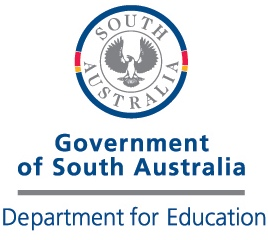 SOUTH
AUSTRALIA
Government
of South Australia
Department for Education